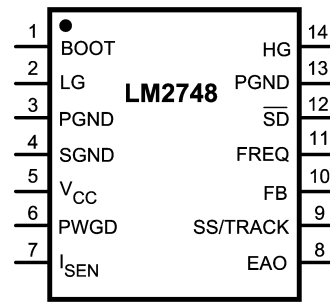 1 BOOT HG 14
2 LG LM2748 PGND 13
3 PGND S̅D̅ 12
4 SGND FREQ 11
5 VCC FB 10
6 PWGD SS/TRACK 9
7 ISEN EAO 8